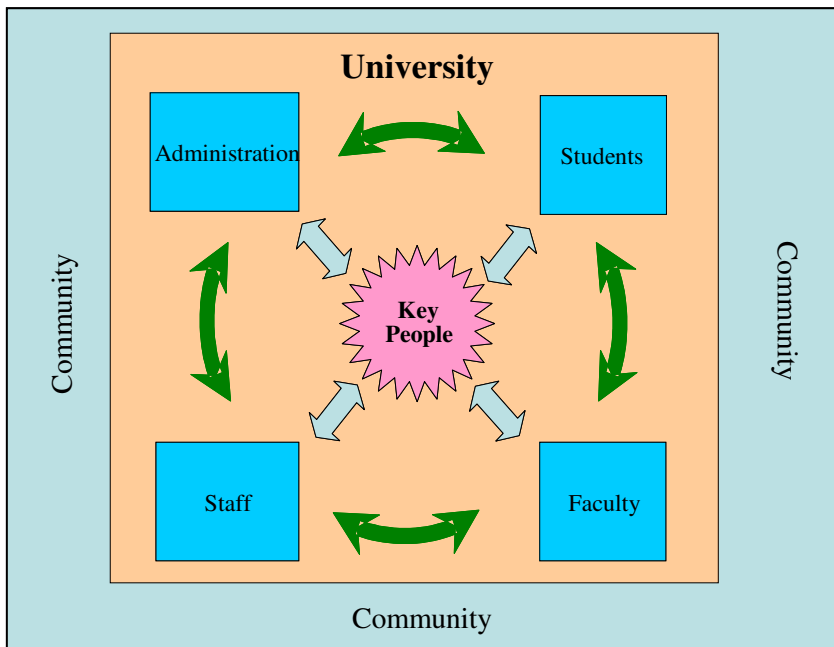 University
Administration
Students
Community
Key
People
Community
Staff
Faculty
Community